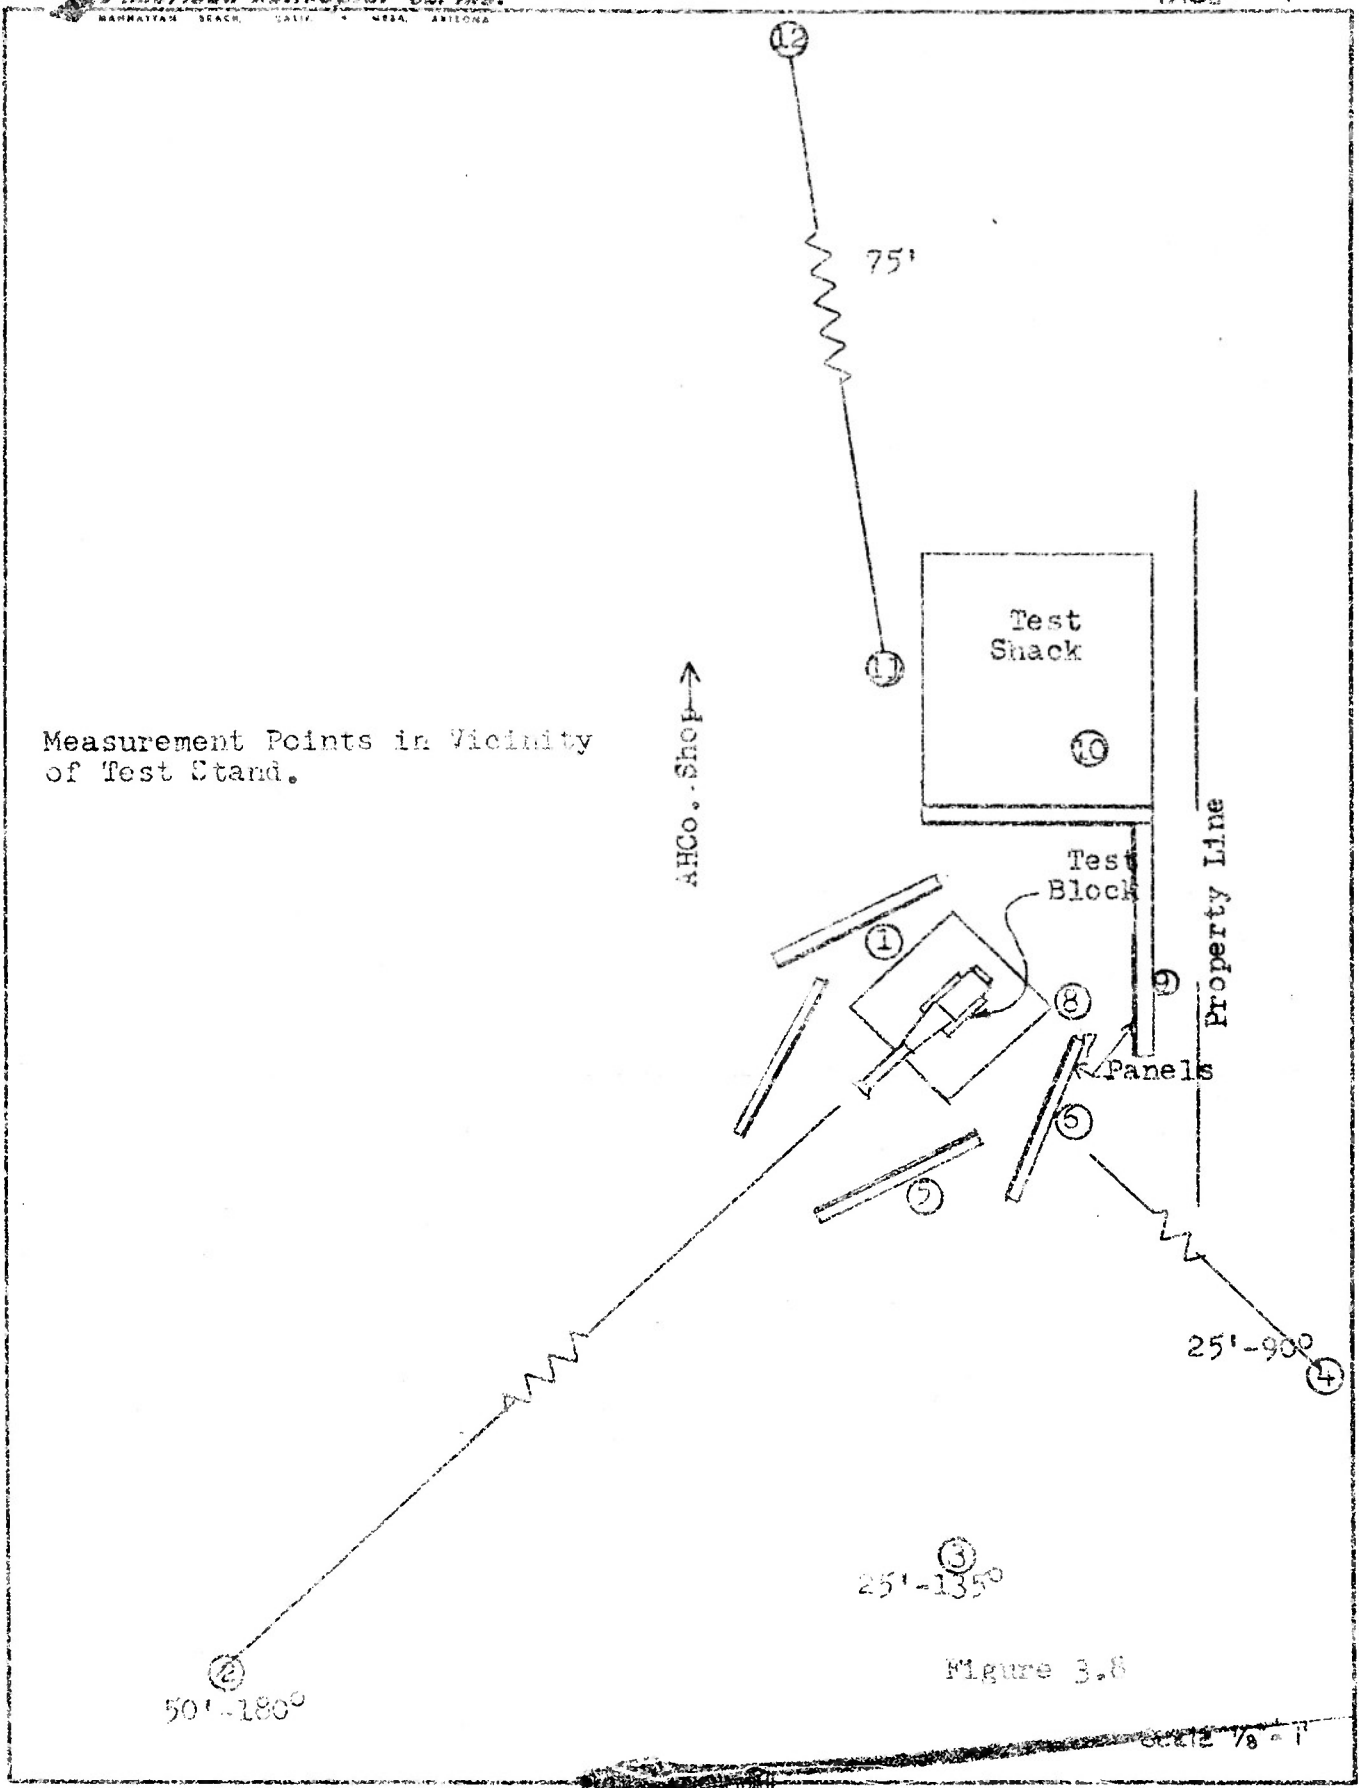 MANHATTAN BEACH, CALIF. • MESA, ARIZONA
12
75'
Test
Shack
11
10
AHCo. Shop
Measurement Points in Vicinity
of Test Stand.
Test
Block
Property Line
1
9
8
7
Panels
6
5
25'-90°
4
3
25'-135°
2
50'-180°
Figure 3.8
Scale 1/8" = 1'